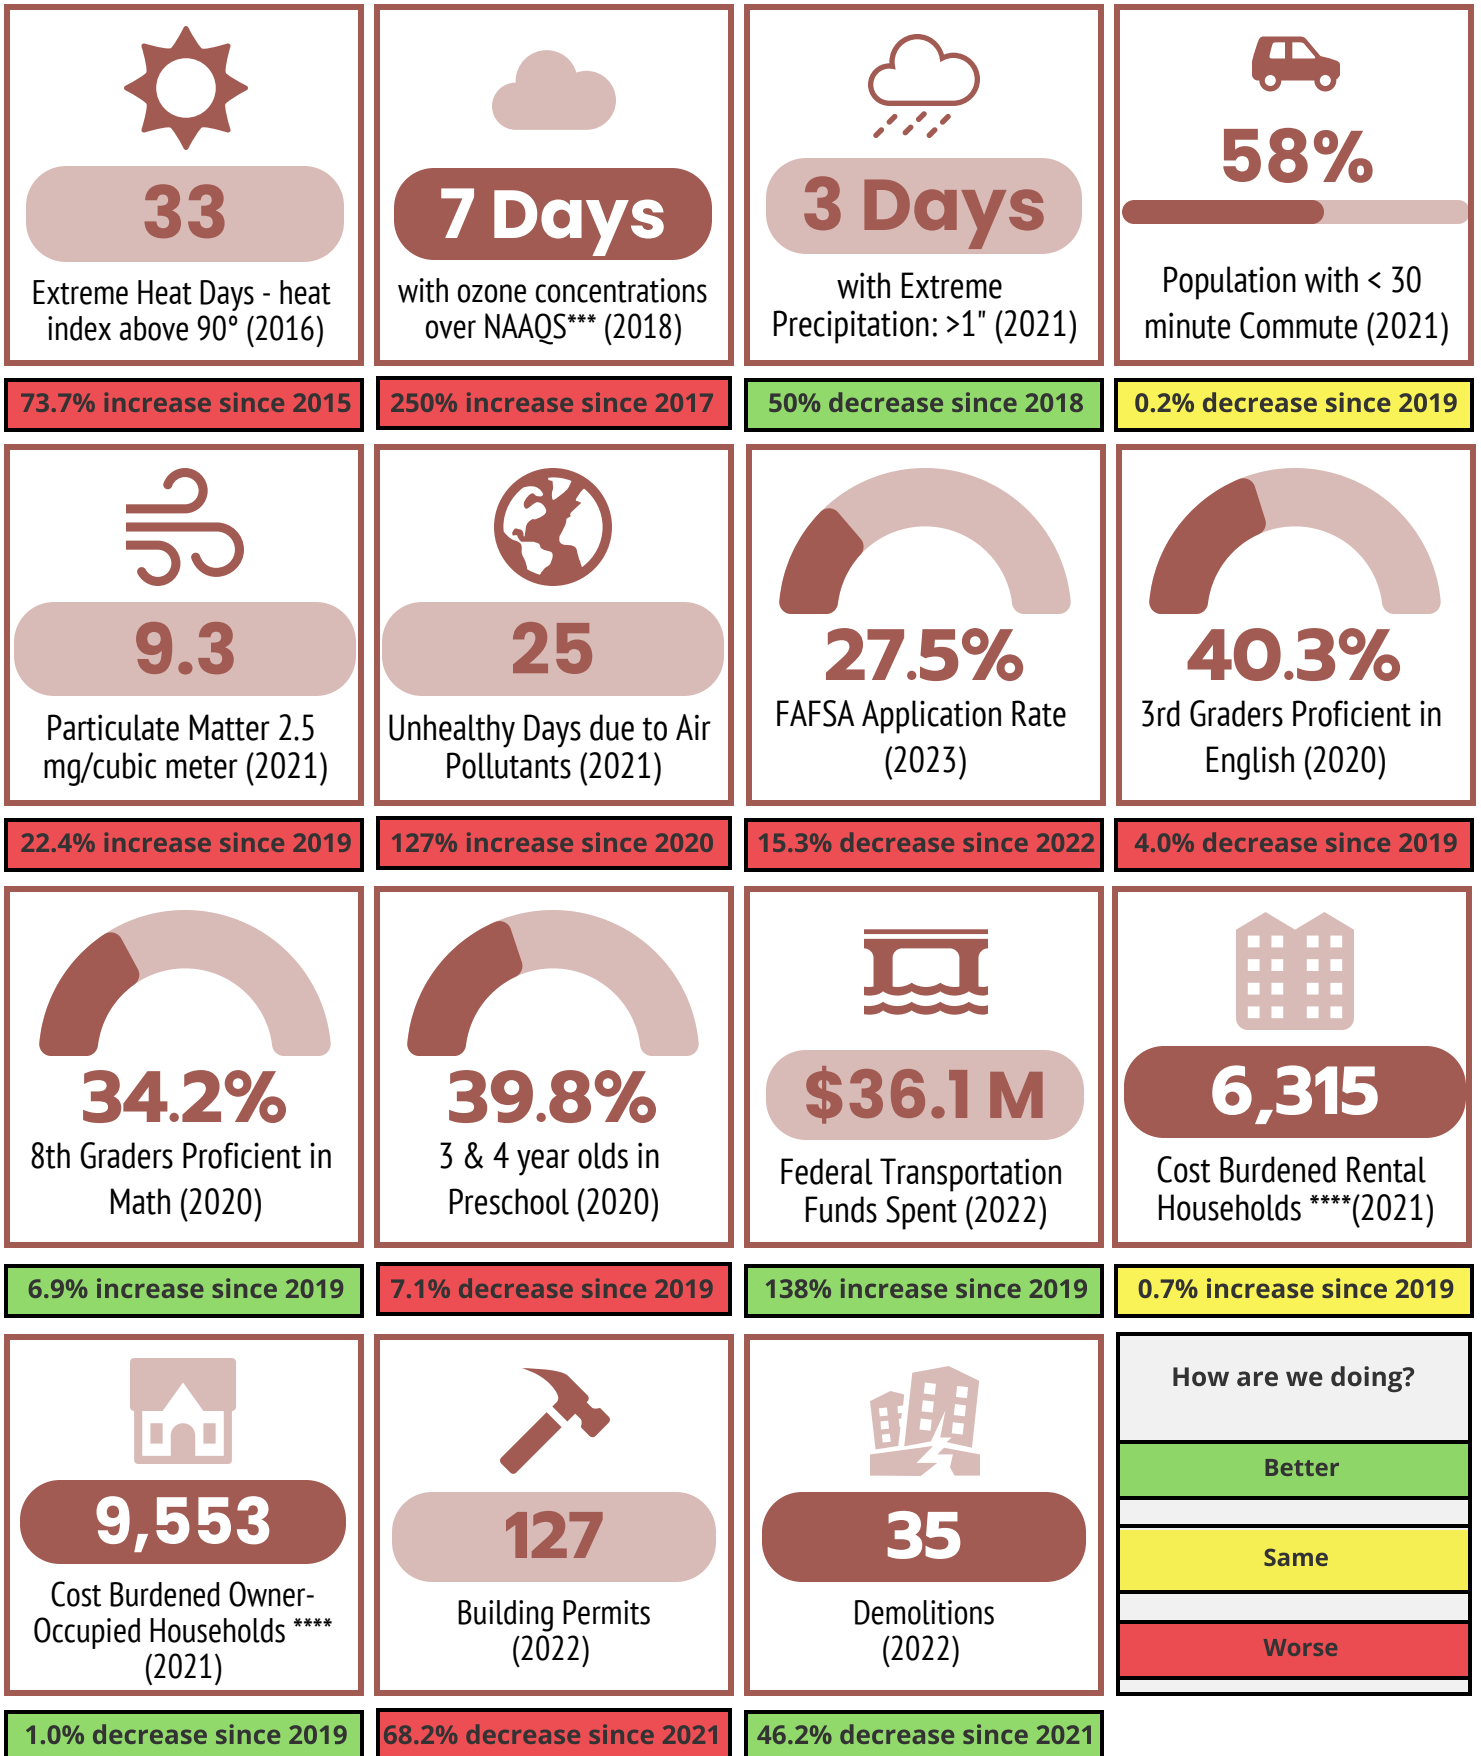 33
Extreme Heat Days - heat
index above 90° (2016)
73.7% increase since 2015
7 Days
with ozone concentrations
over NAAQS*** (2018)
250% increase since 2017
3 Days
with Extreme
Precipitation: >1" (2021)
50% decrease since 2018
58%
Population with < 30
minute Commute (2021)
0.2% decrease since 2019
9.3
Particulate Matter 2.5
mg/cubic meter (2021)
22.4% increase since 2019
25
Unhealthy Days due to Air
Pollutants (2021)
127% increase since 2020
27.5%
FAFSA Application Rate
(2023)
15.3% decrease since 2022
40.3%
3rd Graders Proficient in
English (2020)
4.0% decrease since 2019
34.2%
8th Graders Proficient in
Math (2020)
6.9% increase since 2019
39.8%
3 & 4 year olds in
Preschool (2020)
7.1% decrease since 2019
$36.1 M
Federal Transportation
Funds Spent (2022)
138% increase since 2019
6,315
Cost Burdened Rental
Households ****(2021)
0.7% increase since 2019
9,553
Cost Burdened Owner-
Occupied Households ****
(2021)
1.0% decrease since 2019
127
Building Permits
(2022)
68.2% decrease since 2021
35
Demolitions
(2022)
46.2% decrease since 2021
How are we doing?
Better
Same
Worse